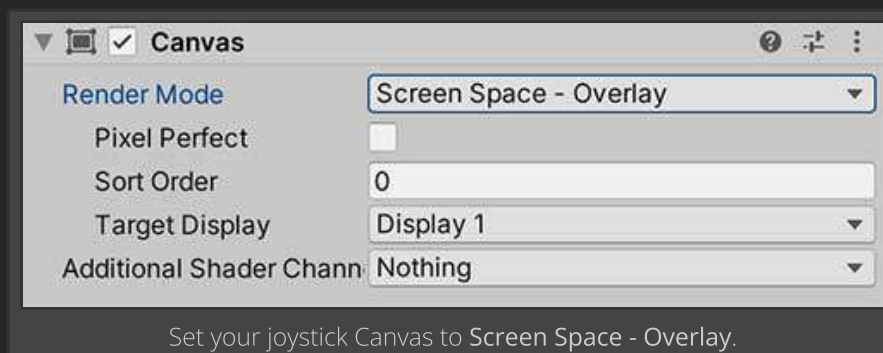 Canvas
Render Mode Screen Space - Overlay
Pixel Perfect
Sort Order 0
Target Display Display 1
Additional Shader Chann Nothing
Set your joystick Canvas to Screen Space - Overlay.